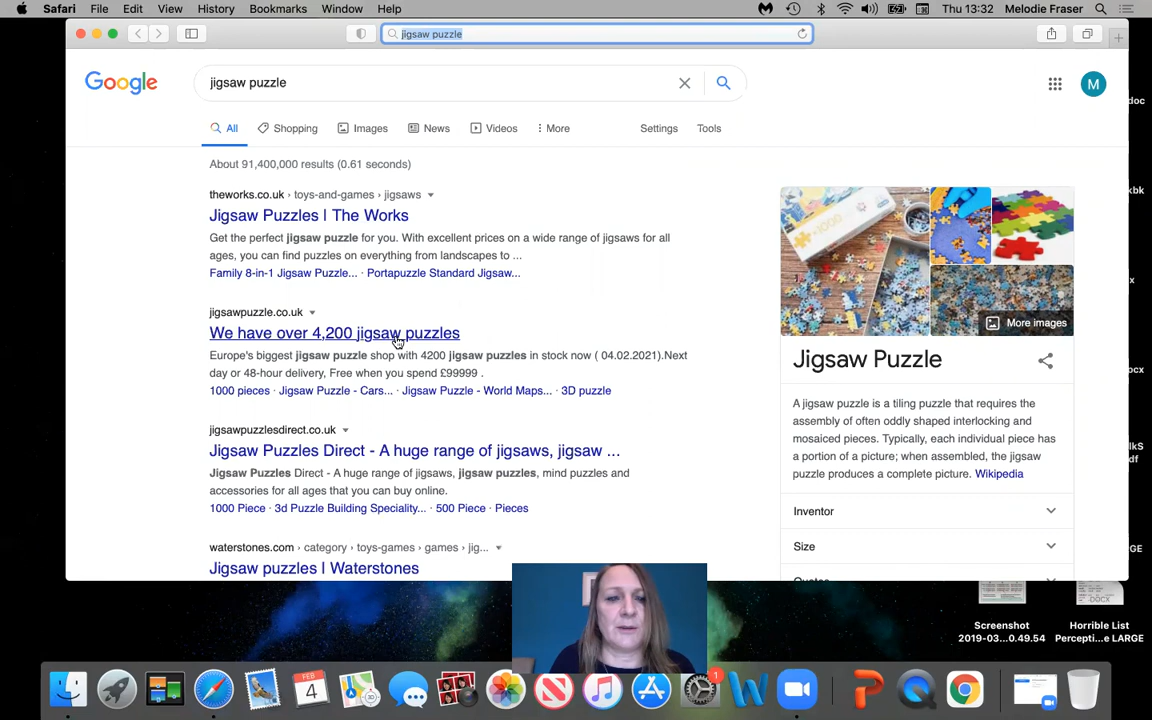 Safari File Edit View History Bookmarks Window Help Thu 13:32 Melodie Fraser
jigsaw puzzle
Google jigsaw puzzle M
All Shopping Images News Videos More Settings Tools
About 91,400,000 results (0.61 seconds)
theworks.co.uk › toys-and-games › jigsaws
Jigsaw Puzzles | The Works
Get the perfect jigsaw puzzle for you. With excellent prices on a wide range of jigsaws for all
ages, you can find puzzles on everything from landscapes to ...
Family 8-in-1 Jigsaw Puzzle... · Portapuzzle Standard Jigsaw...
jigsawpuzzle.co.uk
We have over 4,200 jigsaw puzzles
Europe's biggest jigsaw puzzle shop with 4200 jigsaw puzzles in stock now ( 04.02.2021).Next
day or 48-hour delivery, Free when you spend £99999 .
1000 pieces · Jigsaw Puzzle - Cars... · Jigsaw Puzzle - World Maps... · 3D puzzle
jigsawpuzzlesdirect.co.uk
Jigsaw Puzzles Direct - A huge range of jigsaws, jigsaw ...
Jigsaw Puzzles Direct - A huge range of jigsaws, jigsaw puzzles, mind puzzles and
accessories for all ages that you can buy online.
1000 Piece · 3d Puzzle Building Speciality... · 500 Piece · Pieces
waterstones.com › category › toys-games › games › jig...
Jigsaw puzzles | Waterstones
More images
Jigsaw Puzzle
A jigsaw puzzle is a tiling puzzle that requires the
assembly of often oddly shaped interlocking and
mosaiced pieces. Typically, each individual piece has
a portion of a picture; when assembled, the jigsaw
puzzle produces a complete picture. Wikipedia
Inventor
Size
Screenshot
2019-03...0.49.54
Horrible List
Percepti...e LARGE
FEB
4
1